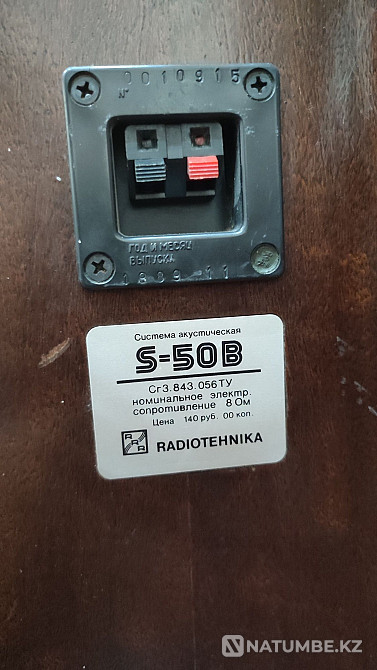 0010915
N°
ГОД И МЕСЯЦ
ВЫПУСКА
Система акустическая
S-50B
Сг3.843.056ТУ
номинальное электр.
сопротивление 8 Ом
Цена 140 руб. 00 коп.
RRR RADIOTEHNIKA
NATUMBE.KZ